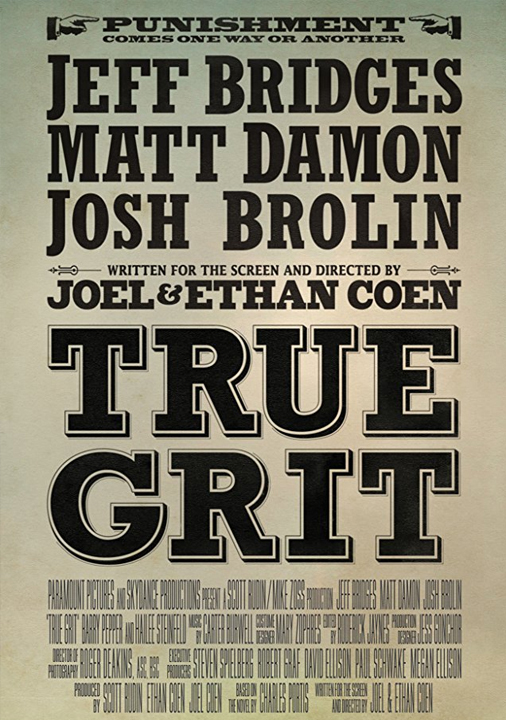 PUNISHMENT
COMES ONE WAY OR ANOTHER
JEFF BRIDGES
MATT DAMON
JOSH BROLIN
WRITTEN FOR THE SCREEN AND DIRECTED BY
JOEL & ETHAN COEN
TRUE
GRIT
PARAMOUNT PICTURES AND SKYDANCE PRODUCTIONS PRESENT A SCOTT RUDIN/MIKE ZOSS PRODUCTION JEFF BRIDGES MATT DAMON JOSH BROLIN
"TRUE GRIT" BARRY PEPPER AND HAILEE STEINFELD MUSIC BY CARTER BURWELL COSTUME DESIGNER MARY ZOPHRES EDITED BY RODERICK JAYNES PRODUCTION DESIGNER JESS GONCHOR
DIRECTOR OF PHOTOGRAPHY ROGER DEAKINS, ASC, BSC EXECUTIVE PRODUCERS STEVEN SPIELBERG ROBERT GRAF DAVID ELLISON PAUL SCHWAKE MEGAN ELLISON
PRODUCED BY SCOTT RUDIN ETHAN COEN JOEL COEN BASED ON THE NOVEL BY CHARLES PORTIS WRITTEN FOR THE SCREEN AND DIRECTED BY JOEL & ETHAN COEN